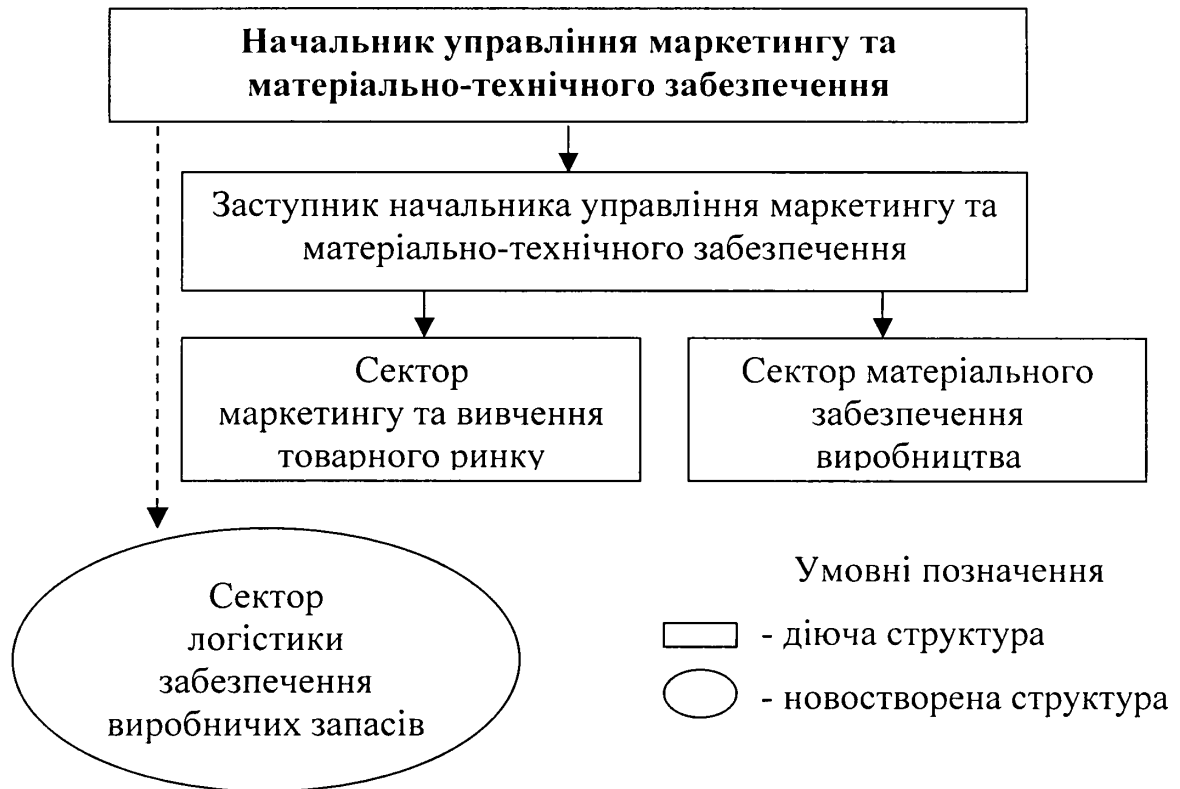 Начальник управління маркетингу та
матеріально-технічного забезпечення
Заступник начальника управління маркетингу та
матеріально-технічного забезпечення
Сектор
маркетингу та вивчення
товарного ринку
Сектор матеріального
забезпечення
виробництва
Сектор
логістики
забезпечення
виробничих запасів
Умовні позначення
- діюча структура
- новостворена структура